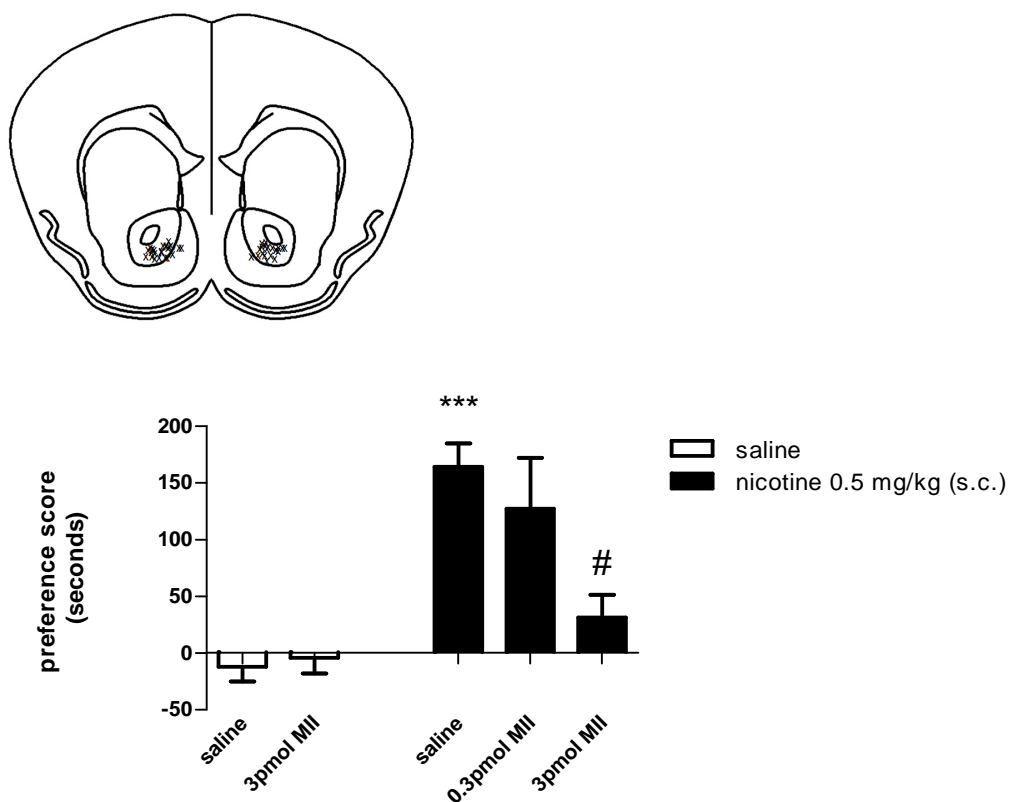 ***
200
150
100
50
0
-50
preference score
(seconds)
#
saline
nicotine 0.5 mg/kg (s.c.)
saline
3pmol MII
saline
0.3pmol MII
3pmol MII